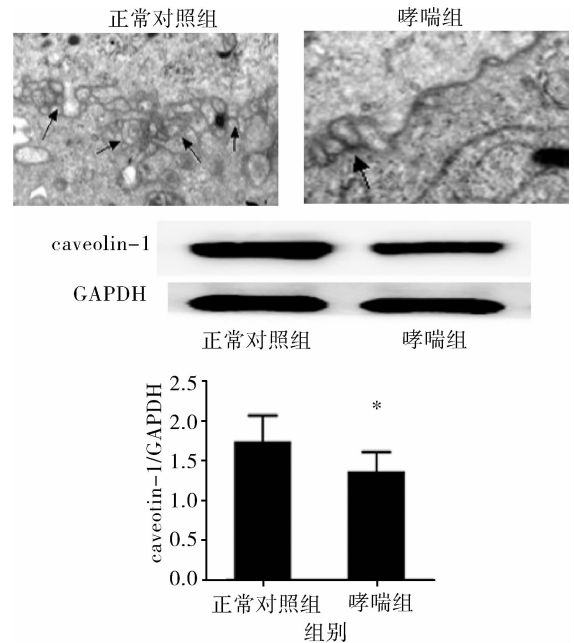 正常对照组 哮喘组
caveolin-1
GAPDH
正常对照组 哮喘组
caveotin-1/GAPDH
2.5
2.0
1.5
1.0
0.5
0.0
*
正常对照组 哮喘组
组别